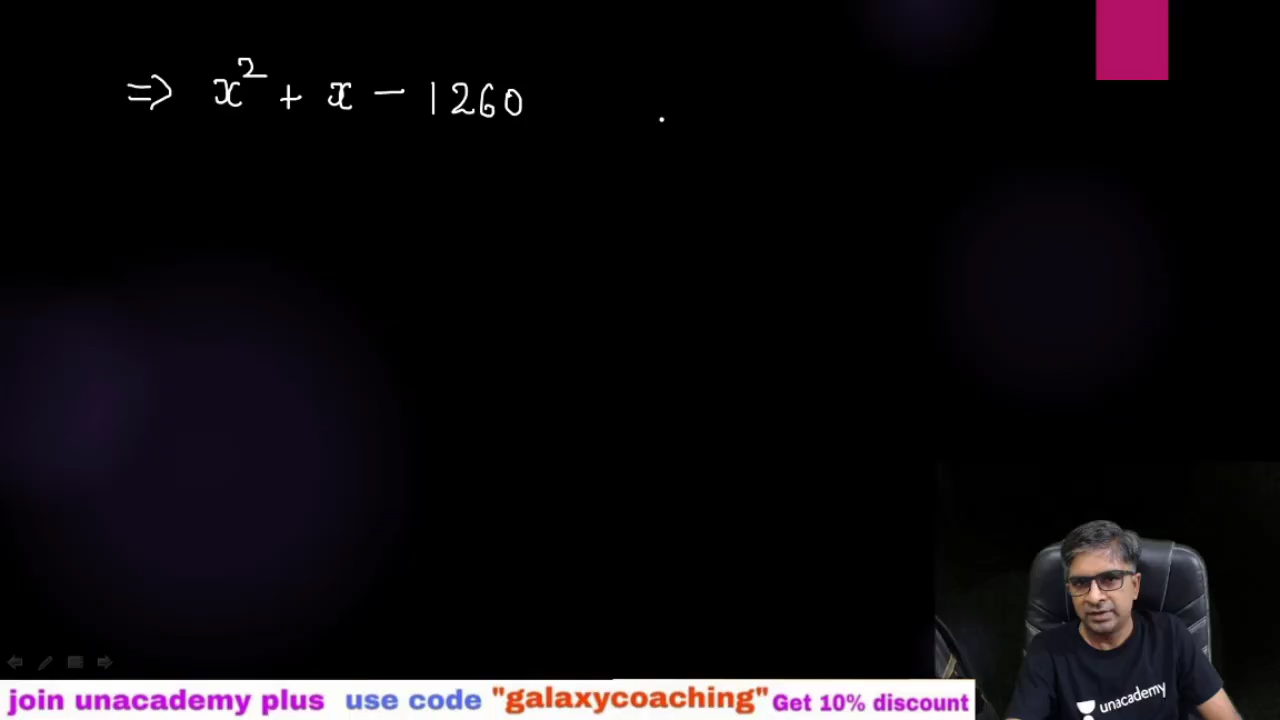 ⇒ x² + x − 1260
unacademy
join unacademy plus use code "galaxycoaching" Get 10% discount